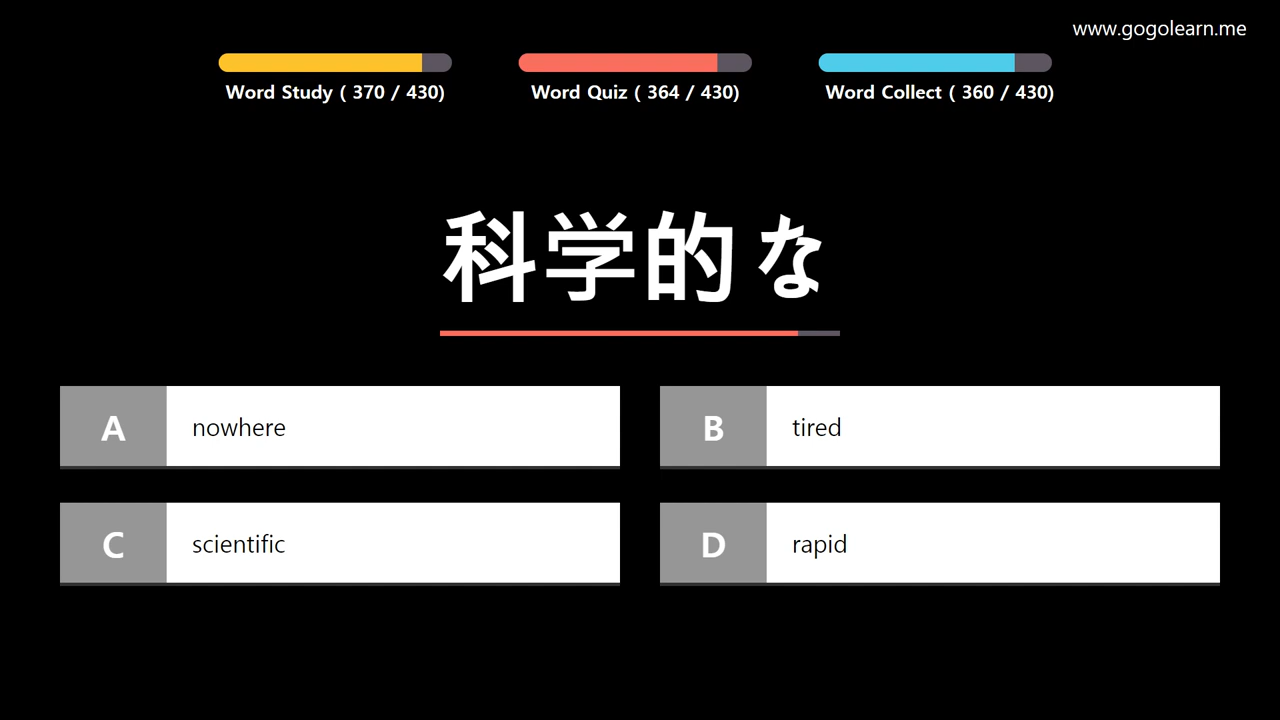 www.gogolearn.me
Word Study ( 370 / 430)
Word Quiz ( 364 / 430)
Word Collect ( 360 / 430)
科学的な
A nowhere
B tired
C scientific
D rapid